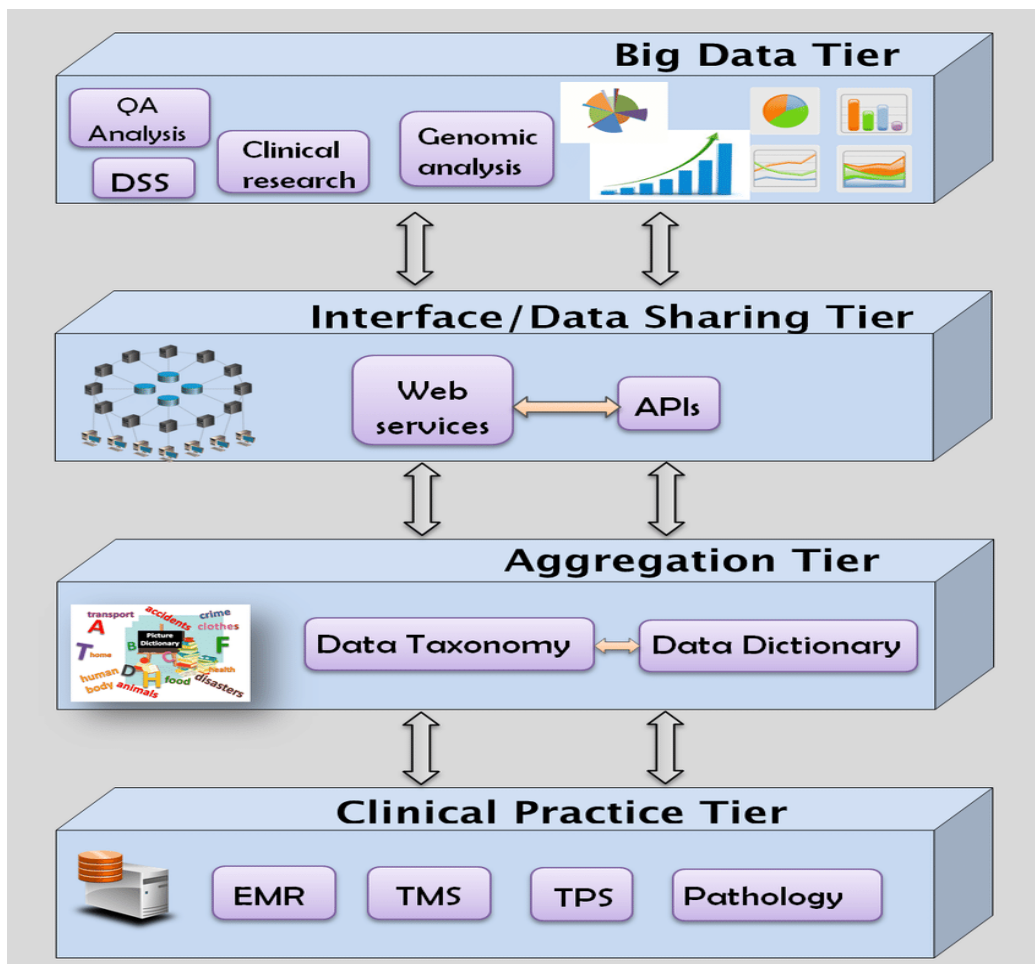 Big Data Tier
QA
Analysis
DSS
Clinical
research
Genomic
analysis
Interface/Data Sharing Tier
Web
services
APIs
Aggregation Tier
transport
accidents
crime
clothes
A
Picture
Dictionary
F
T
home
B
C
D
H
human
body
animals
food
health
disasters
Data Taxonomy
Data Dictionary
Clinical Practice Tier
EMR
TMS
TPS
Pathology